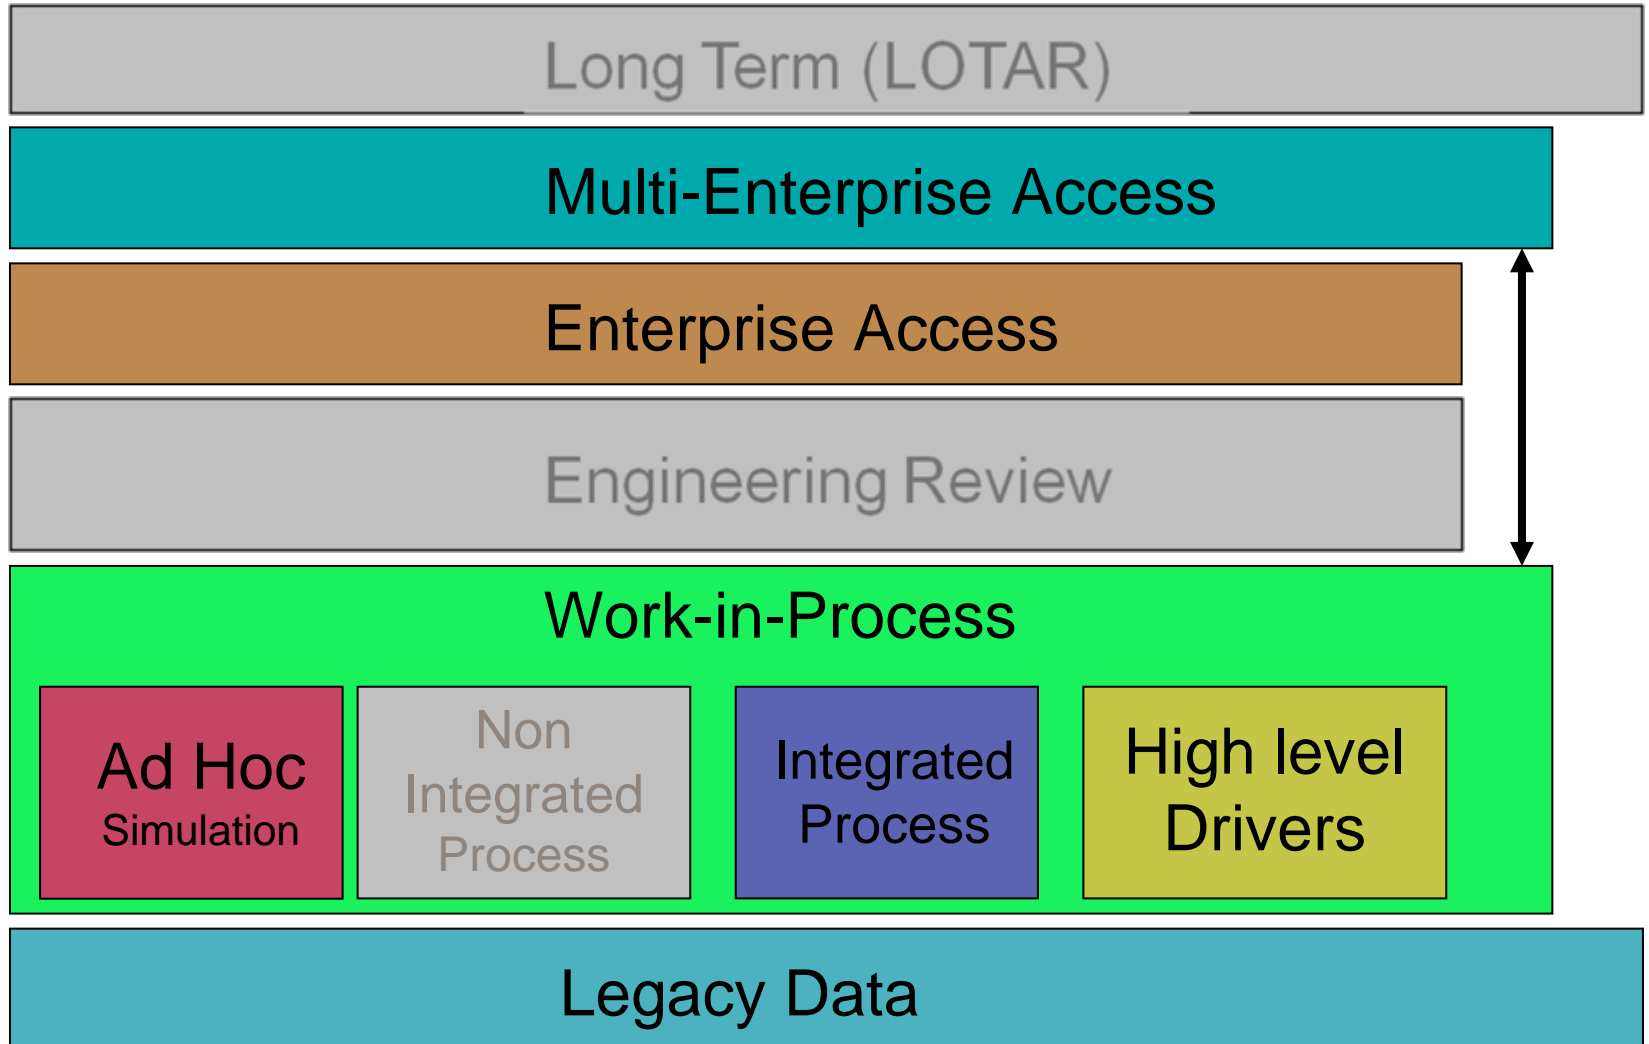 Long Term (LOTAR)
Multi-Enterprise Access
Enterprise Access
Engineering Review
Work-in-Process
Ad Hoc
Simulation
Non
Integrated
Process
Integrated
Process
High level
Drivers
Legacy Data